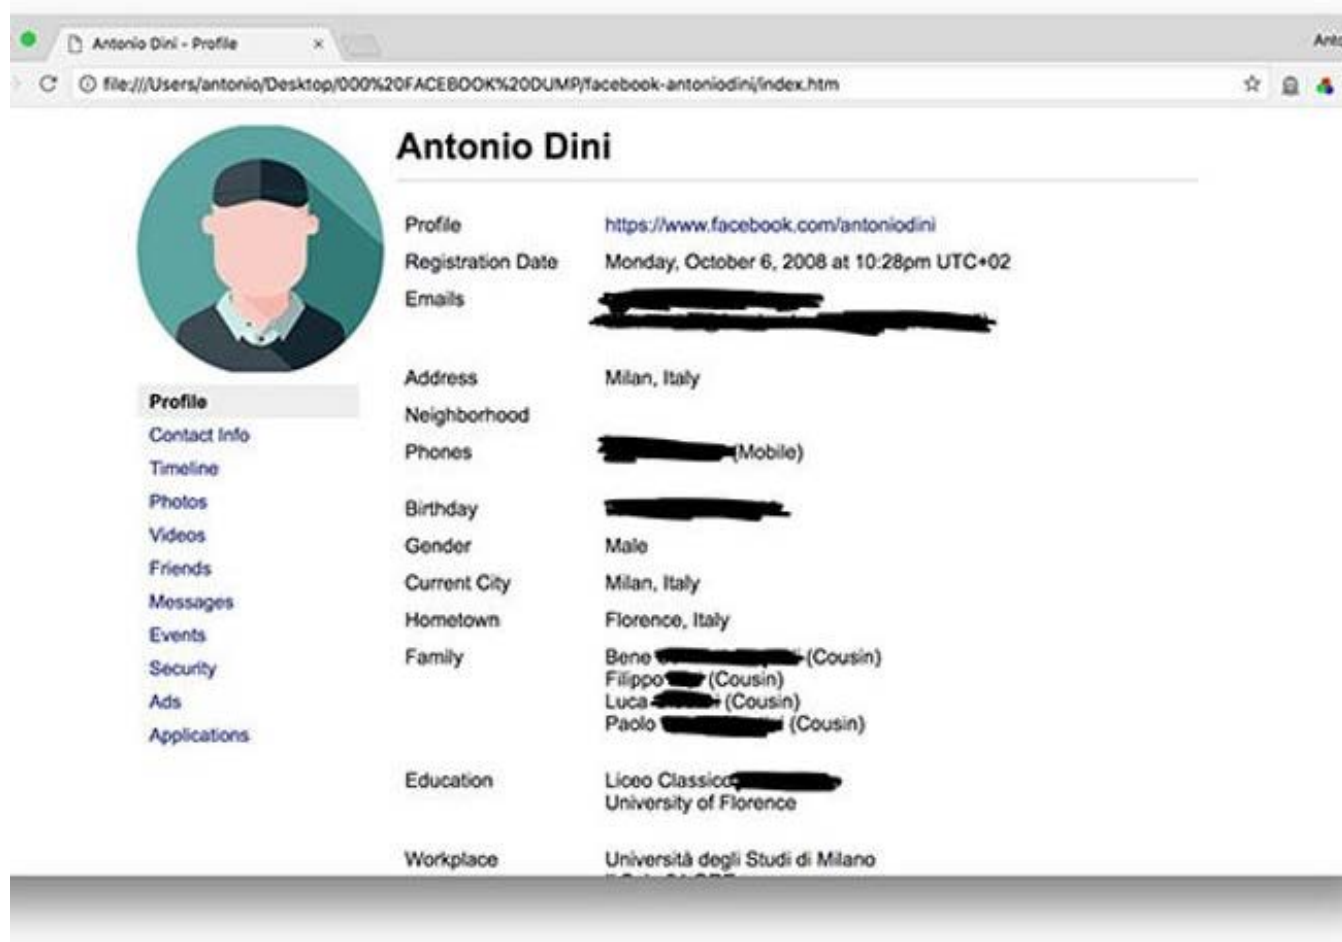 Antonio Dini - Profile
file:///Users/antonio/Desktop/000%20FACEBOOK%20DUMP/facebook-antoniodini/index.htm
Antonio Dini
Profile https://www.facebook.com/antoniodini
Registration Date Monday, October 6, 2008 at 10:28pm UTC+02
Emails
Address Milan, Italy
Neighborhood
Phones (Mobile)
Birthday
Gender Male
Current City Milan, Italy
Hometown Florence, Italy
Family Bene (Cousin)
Filippo (Cousin)
Luca (Cousin)
Paolo (Cousin)
Education Liceo Classico
University of Florence
Workplace Università degli Studi di Milano
Profile
Contact Info
Timeline
Photos
Videos
Friends
Messages
Events
Security
Ads
Applications